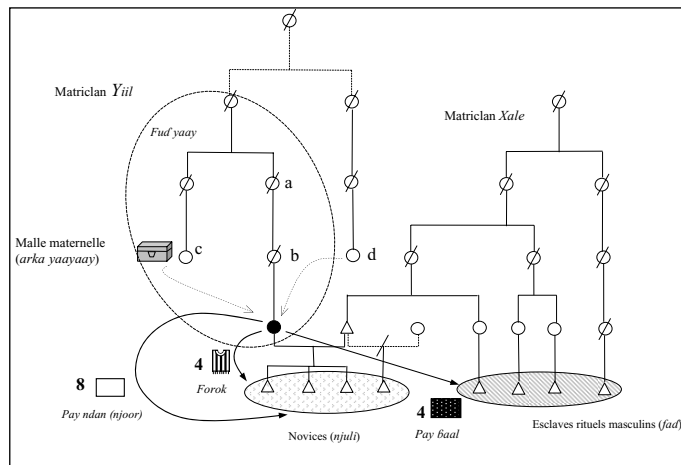 Matriclan Yiil
Fud yaay
Matriclan Xale
a
Malle maternelle
(arka yaayaay)
c
b
d
8
Pay ndan (njoor)
4
Forok
Novices (njuli)
4
Pay ɓaal
Esclaves rituels masculins (fad)